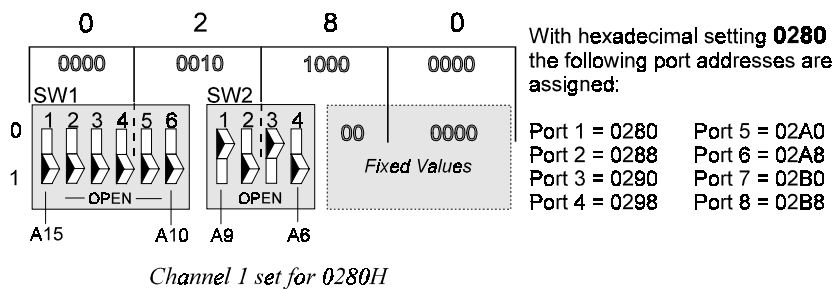 0 2 8 0
0000 0010 1000 0000
SW1 SW2
1 2 3 4 5 6 1 2 3 4
0
1
00 0000
Fixed Values
OPEN OPEN
A15 A10 A9 A6
Channel 1 set for 0280H
With hexadecimal setting 0280
the following port addresses are
assigned:
Port 1 = 0280 Port 5 = 02A0
Port 2 = 0288 Port 6 = 02A8
Port 3 = 0290 Port 7 = 02B0
Port 4 = 0298 Port 8 = 02B8